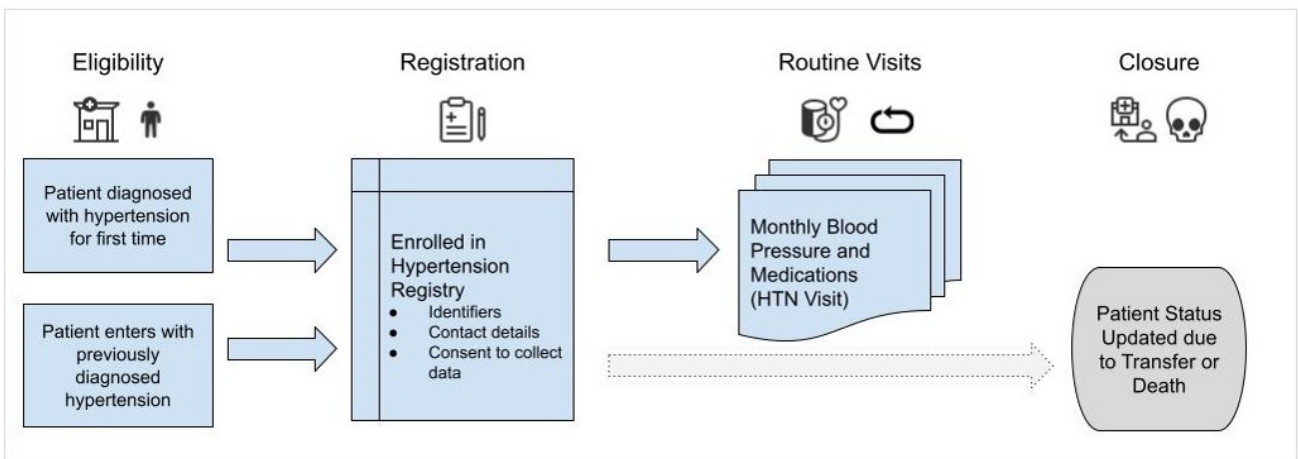 Eligibility
Registration
Routine Visits
Closure
Patient diagnosed
with hypertension
for first time
Patient enters with
previously
diagnosed
hypertension
Enrolled in
Hypertension
Registry
● Identifiers
● Contact details
● Consent to collect
data
Monthly Blood
Pressure and
Medications
(HTN Visit)
Patient Status
Updated due
to Transfer or
Death